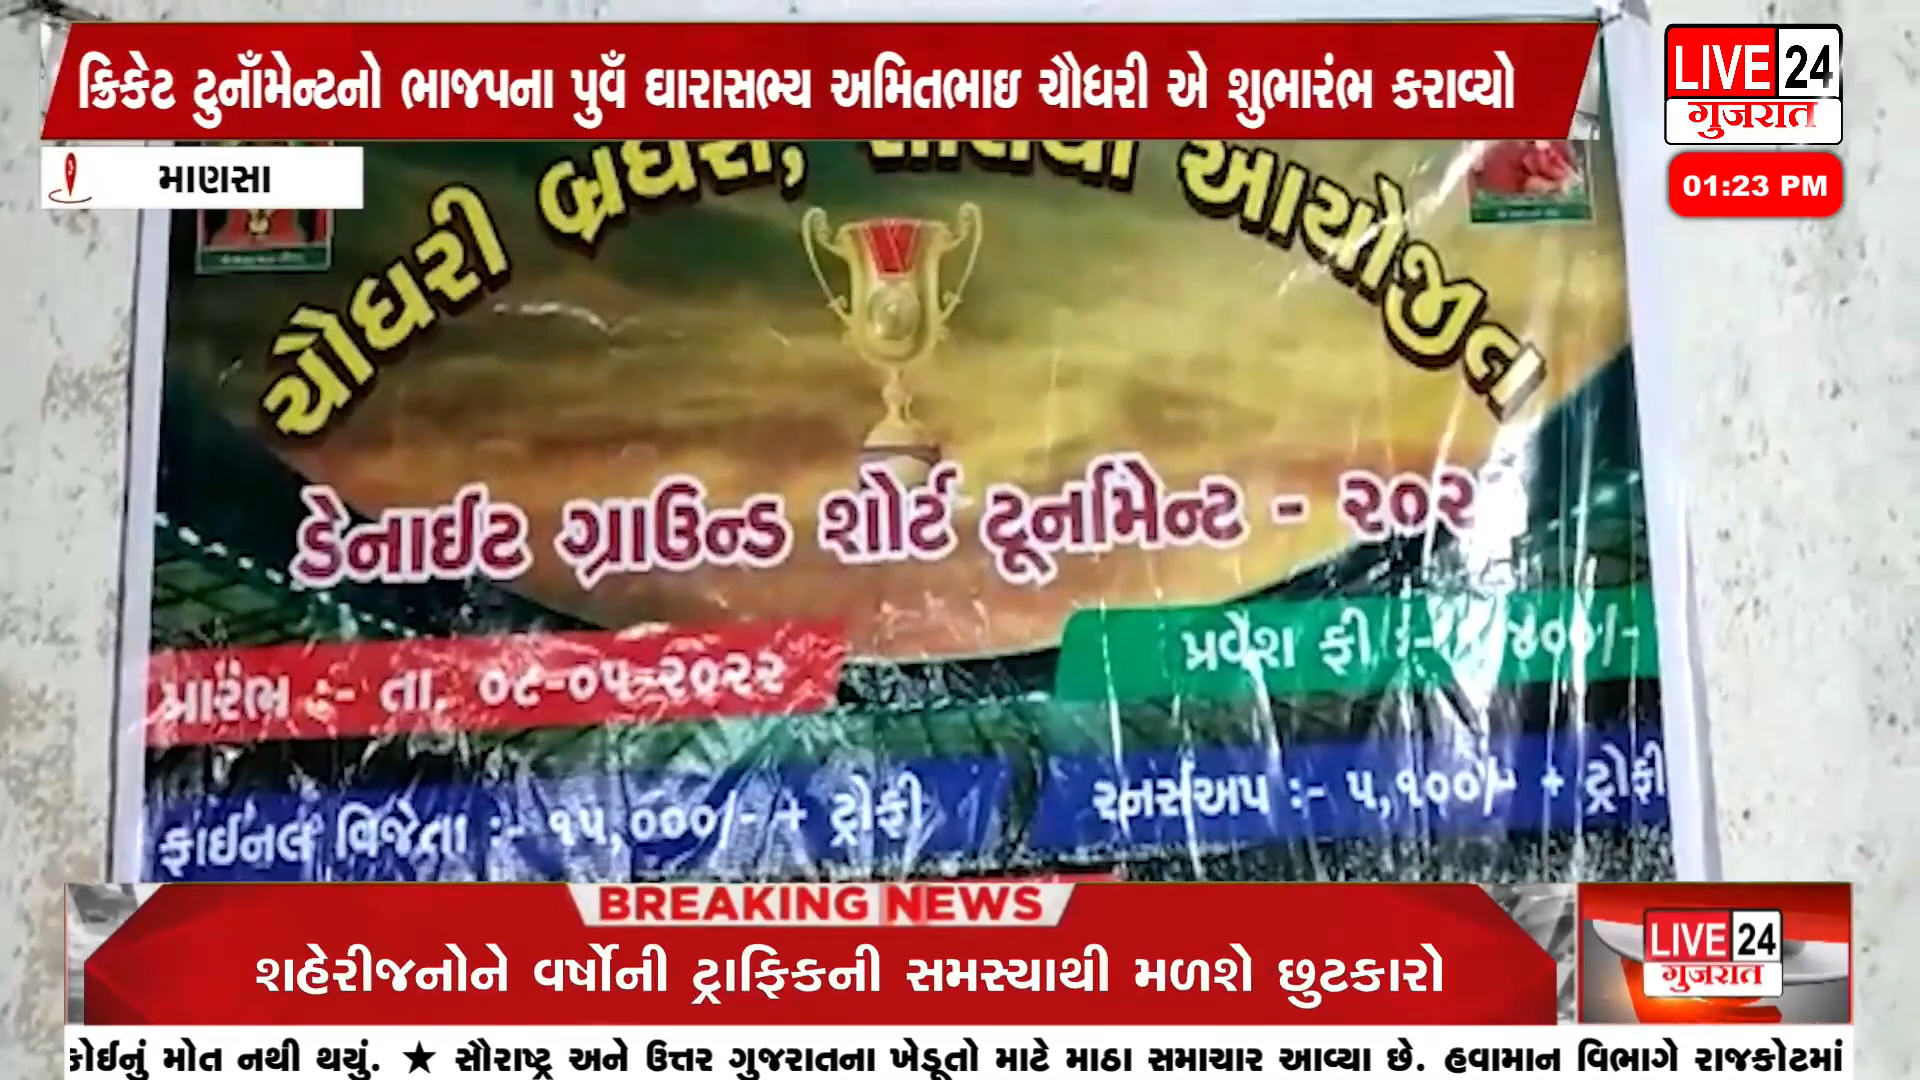 ક્રિકેટ ટુર્નામેન્ટનો ભાજપના પુર્વ ધારાસભ્ય અમિતભાઇ ચૌધરી એ શુભારંભ કરાવ્યો
LIVE 24
ગુજરાત
માણસા
01:23 PM
ચૌધરી બ્રધર્સ, આયોજીત
ડેનાઈટ ગ્રાઉન્ડ શોર્ટ ટૂર્નામેન્ટ -
પ્રવેશ ફી :-
પ્રારંભ :- તા. ૦૯-૦૫-૨૦૨૨
ફાઈનલ વિજેતા :- ૧૫,૦૦૦/- + ટ્રોફી
રનર્સઅપ :- ૫,૧૦૦/- + ટ્રોફી
BREAKING NEWS
શહેરીજનોને વર્ષોની ટ્રાફિકની સમસ્યાથી મળશે છુટકારો
LIVE 24
ગુજરાત
કોઈનું મોત નથી થયું. ★ સૌરાષ્ટ્ર અને ઉત્તર ગુજરાતના ખેડૂતો માટે માઠા સમાચાર આવ્યા છે. હવામાન વિભાગે રાજકોટમાં